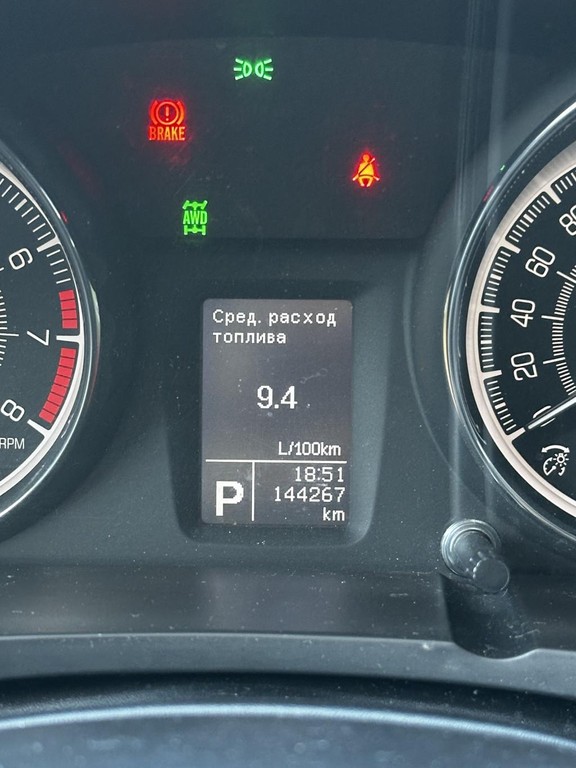 BRAKE
AWD
6
7
8
RPM
Сред. расход
топлива
9.4
L/100km
18:51
P
144267
km
80
60
40
20
0